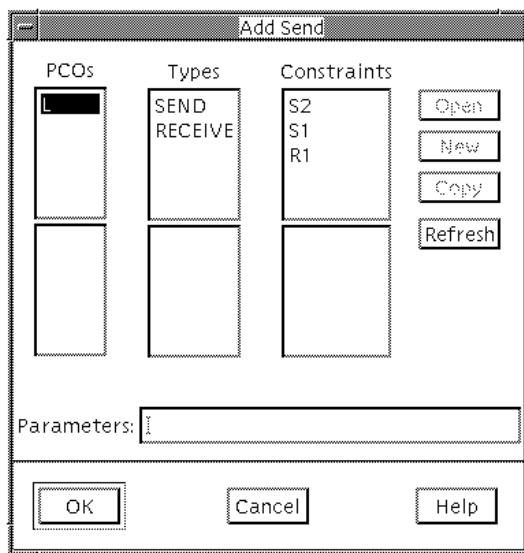 Add Send
PCOs Types Constraints
L SEND S2 Open
RECEIVE S1 New
R1 Copy
Refresh
Parameters:
OK Cancel Help